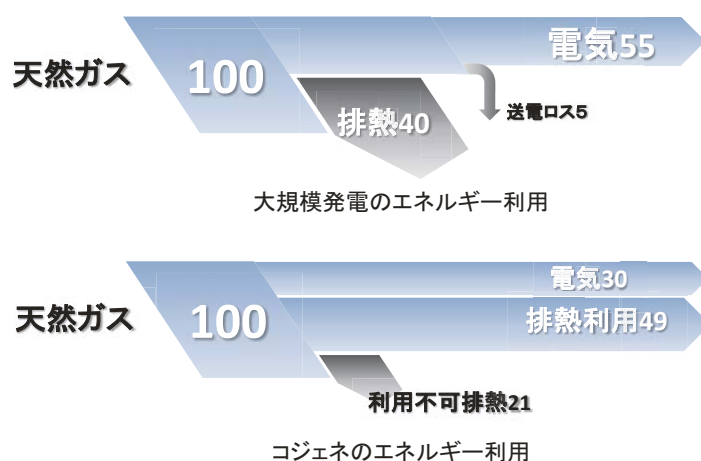 電気55
天然ガス
100
排熱40
送電ロス5
大規模発電のエネルギー利用
電気30
天然ガス
100
排熱利用49
利用不可排熱21
コジェネのエネルギー利用